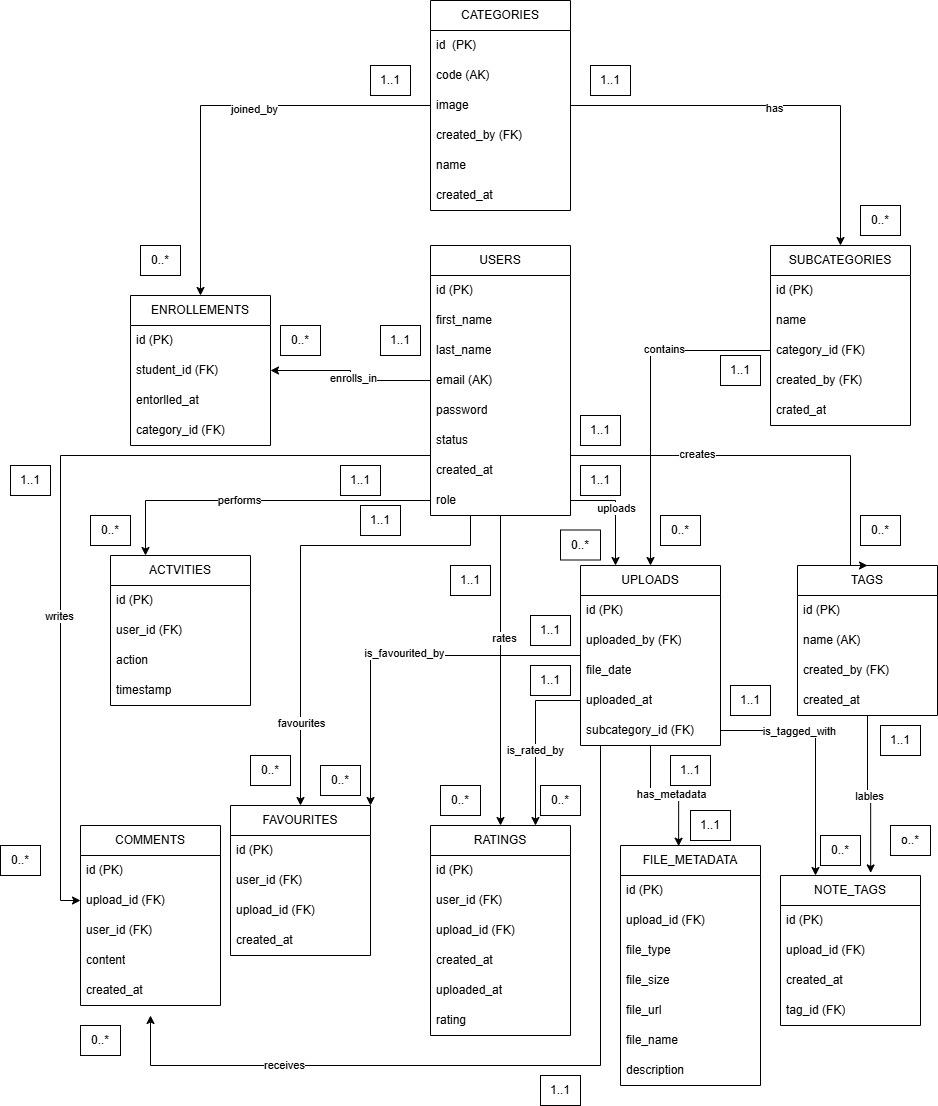 CATEGORIES
id  (PK)
code (AK)
image
created_by (FK)
name
created_at
1..1
1..1
joined_by
has
0..*
0..*
USERS
id (PK)
first_name
last_name
email (AK)
password
status
created_at
role
SUBCATEGORIES
id (PK)
name
category_id (FK)
created_by (FK)
crated_at
ENROLLEMENTS
id (PK)
student_id (FK)
entorlled_at
category_id (FK)
0..*
1..1
enrolls_in
contains
1..1
1..1
creates
1..1
1..1
performs
1..1
uploads
0..*
1..1
0..*
0..*
0..*
ACTVITIES
id (PK)
user_id (FK)
action
timestamp
1..1
UPLOADS
id (PK)
uploaded_by (FK)
file_date
uploaded_at
subcategory_id (FK)
TAGS
id (PK)
name (AK)
created_by (FK)
created_at
writes
rates
1..1
is_favourited_by
1..1
1..1
favourites
is_rated_by
is_tagged_with
1..1
0..*
0..*
1..1
has_metadata
lables
0..*
0..*
1..1
0..*
o..*
0..*
COMMENTS
id (PK)
upload_id (FK)
user_id (FK)
content
created_at
FAVOURITES
id (PK)
user_id (FK)
upload_id (FK)
created_at
RATINGS
id (PK)
user_id (FK)
upload_id (FK)
created_at
uploaded_at
rating
FILE_METADATA
id (PK)
upload_id (FK)
file_type
file_size
file_url
file_name
description
NOTE_TAGS
id (PK)
upload_id (FK)
created_at
tag_id (FK)
0..*
receives
1..1